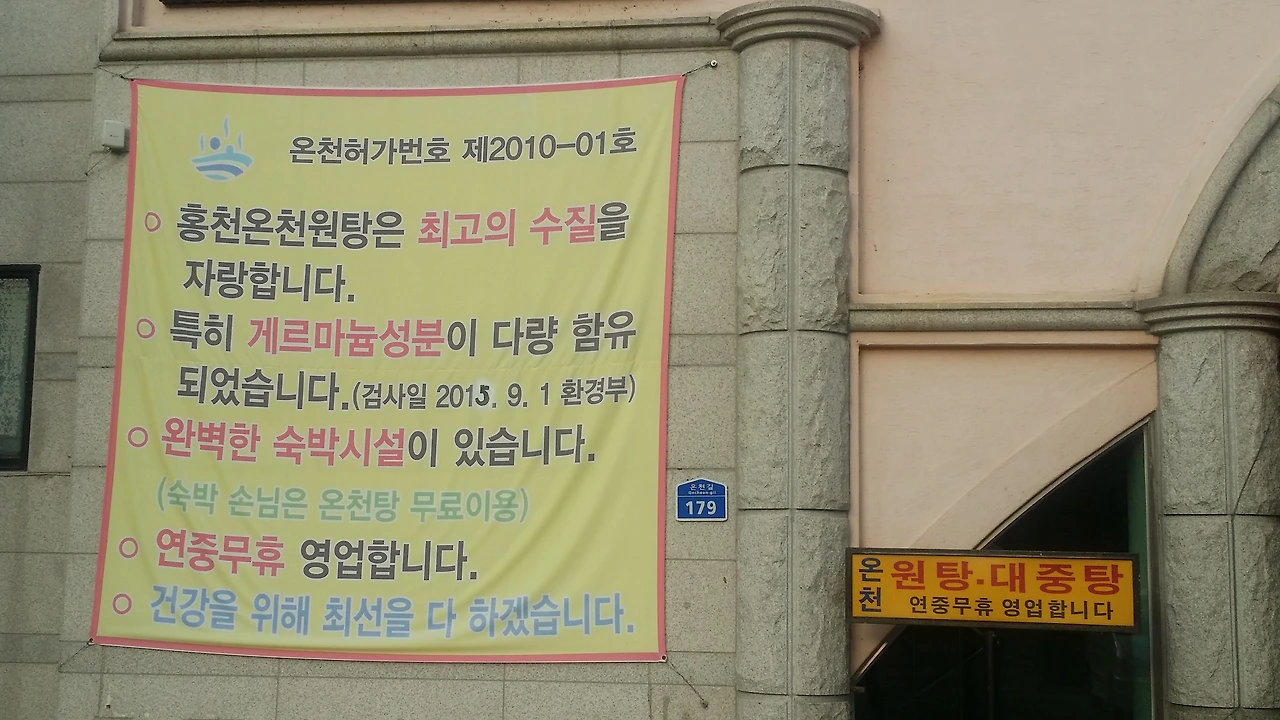 온천허가번호 제2010-01호
○ 홍천온천원탕은 최고의 수질을
자랑합니다.
○ 특히 게르마늄성분이 다량 함유
되었습니다.(검사일 2015. 9. 1 환경부)
○ 완벽한 숙박시설이 있습니다.
(숙박 손님은 온천탕 무료이용)
○ 연중무휴 영업합니다.
○ 건강을 위해 최선을 다 하겠습니다.
온천길
Oncheon-gil
179
온천 원탕·대중탕
연중무휴 영업합니다